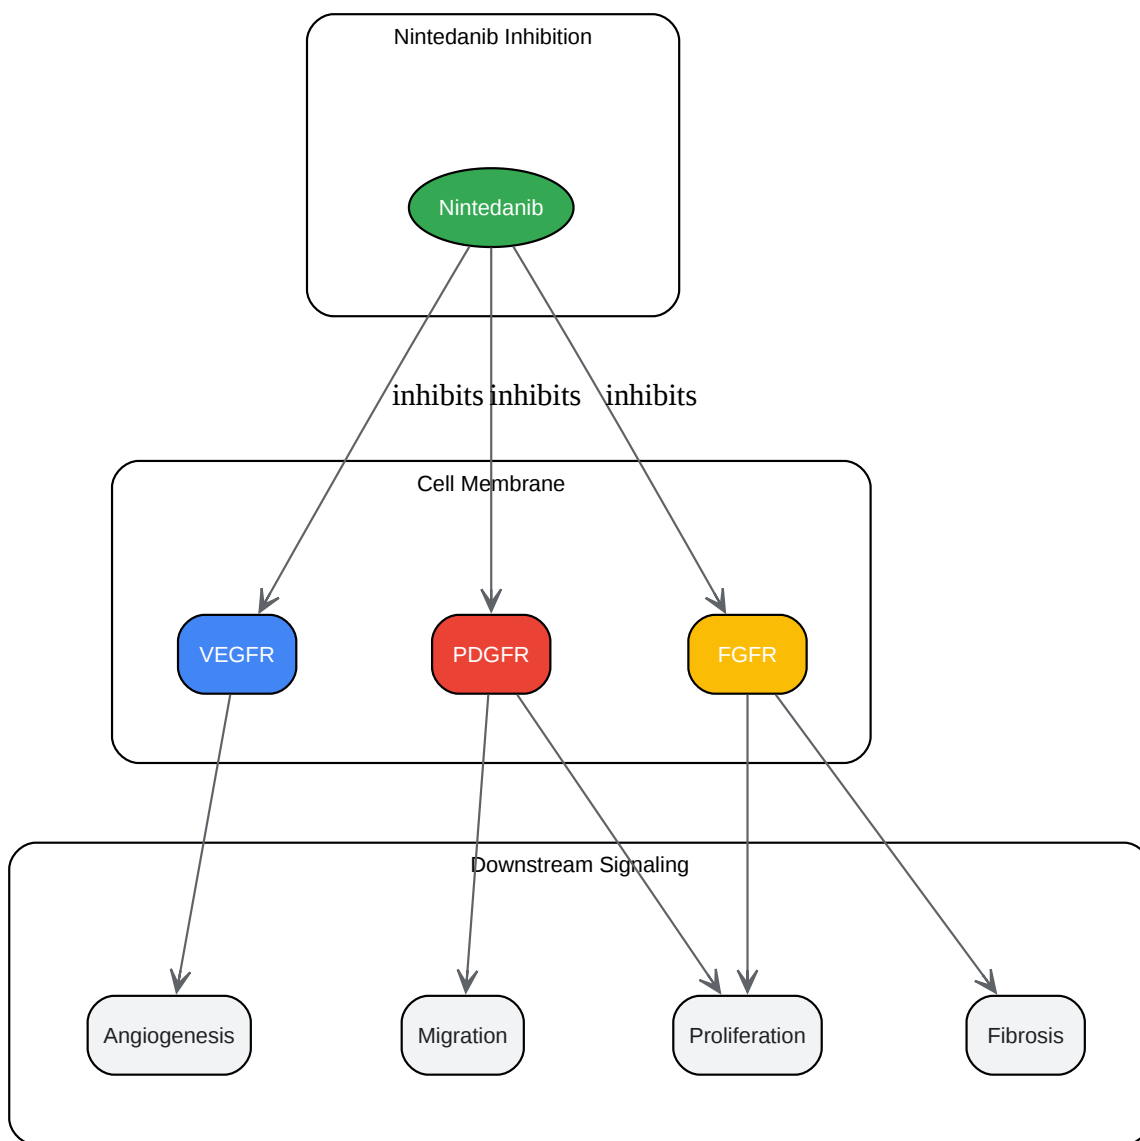 Nintedanib Inhibition
Nintedanib
inhibits inhibits inhibits
Cell Membrane
VEGFR PDGFR FGFR
Downstream Signaling
Angiogenesis Migration Proliferation Fibrosis